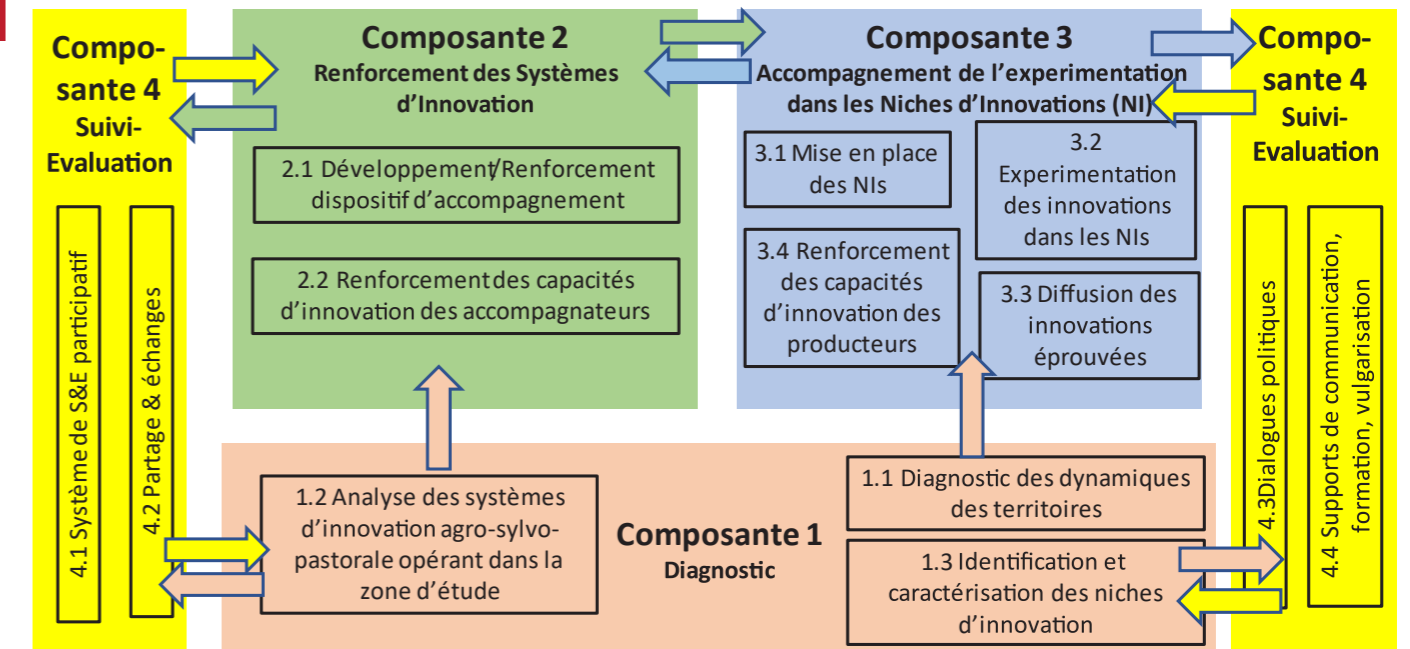 Compo-
sante 4
Suivi-
Evaluation
4.1 Système de S&E participatif
4.2 Partage & échanges
Composante 2
Renforcement des Systèmes
d'Innovation
2.1 Développement/Renforcement
dispositif d'accompagnement
2.2 Renforcement des capacités
d'innovation des accompagnateurs
Composante 3
Accompagnement de l'experimentation
dans les Niches d'Innovations (NI)
3.1 Mise en place
des NIs
3.2
Experimentation
des innovations
dans les NIs
3.4 Renforcement
des capacités
d'innovation des
producteurs
3.3 Diffusion des
innovations
éprouvées
Compo-
sante 4
Suivi-
Evaluation
4.3Dialogues politiques
4.4 Supports de communication,
formation, vulgarisation
1.2 Analyse des systèmes
d'innovation agro-sylvo-
pastorale opérant dans la
zone d'étude
Composante 1
Diagnostic
1.1 Diagnostic des dynamiques
des territoires
1.3 Identification et
caractérisation des niches
d'innovation